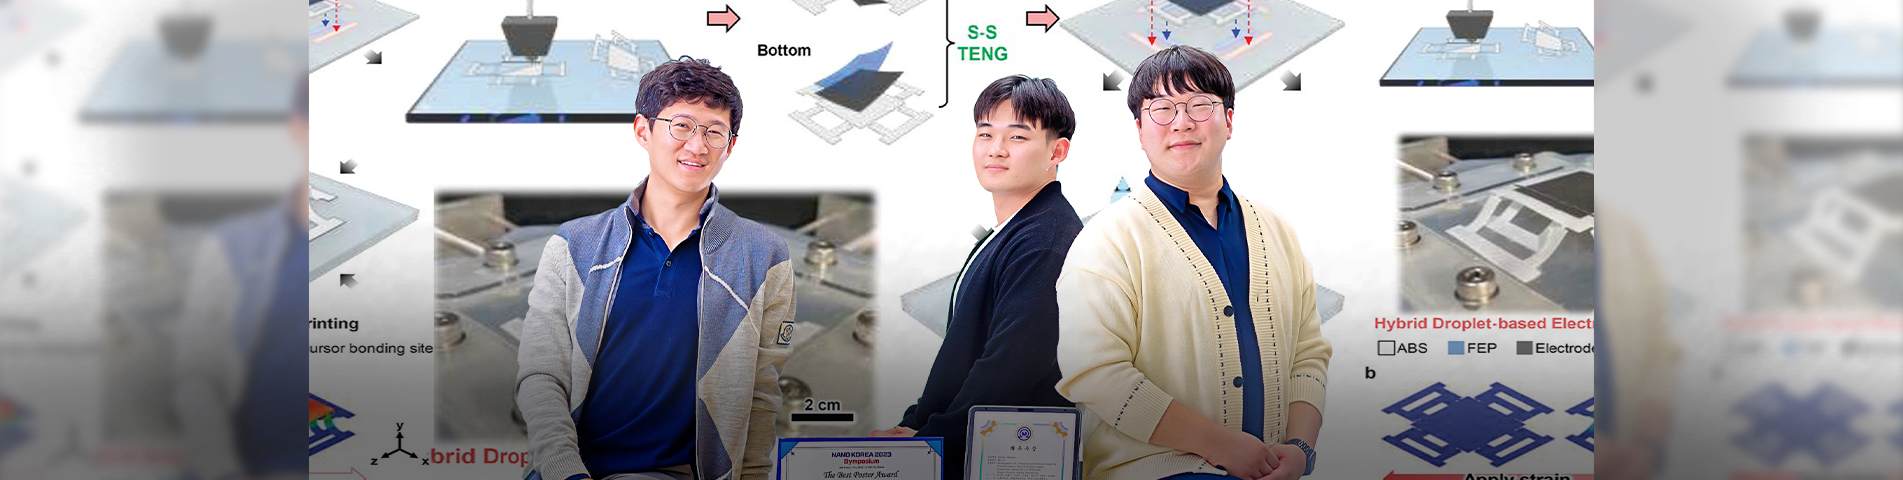 Bottom
S-S
TENG
rinting
ursor bonding site
Hybrid Droplet-based Electr
ABS
FEP
Electrode
b
2 cm
y
z
x
brid Drop
NANO KOREA 2023
Symposium
The Best Poster Award
Apply strain